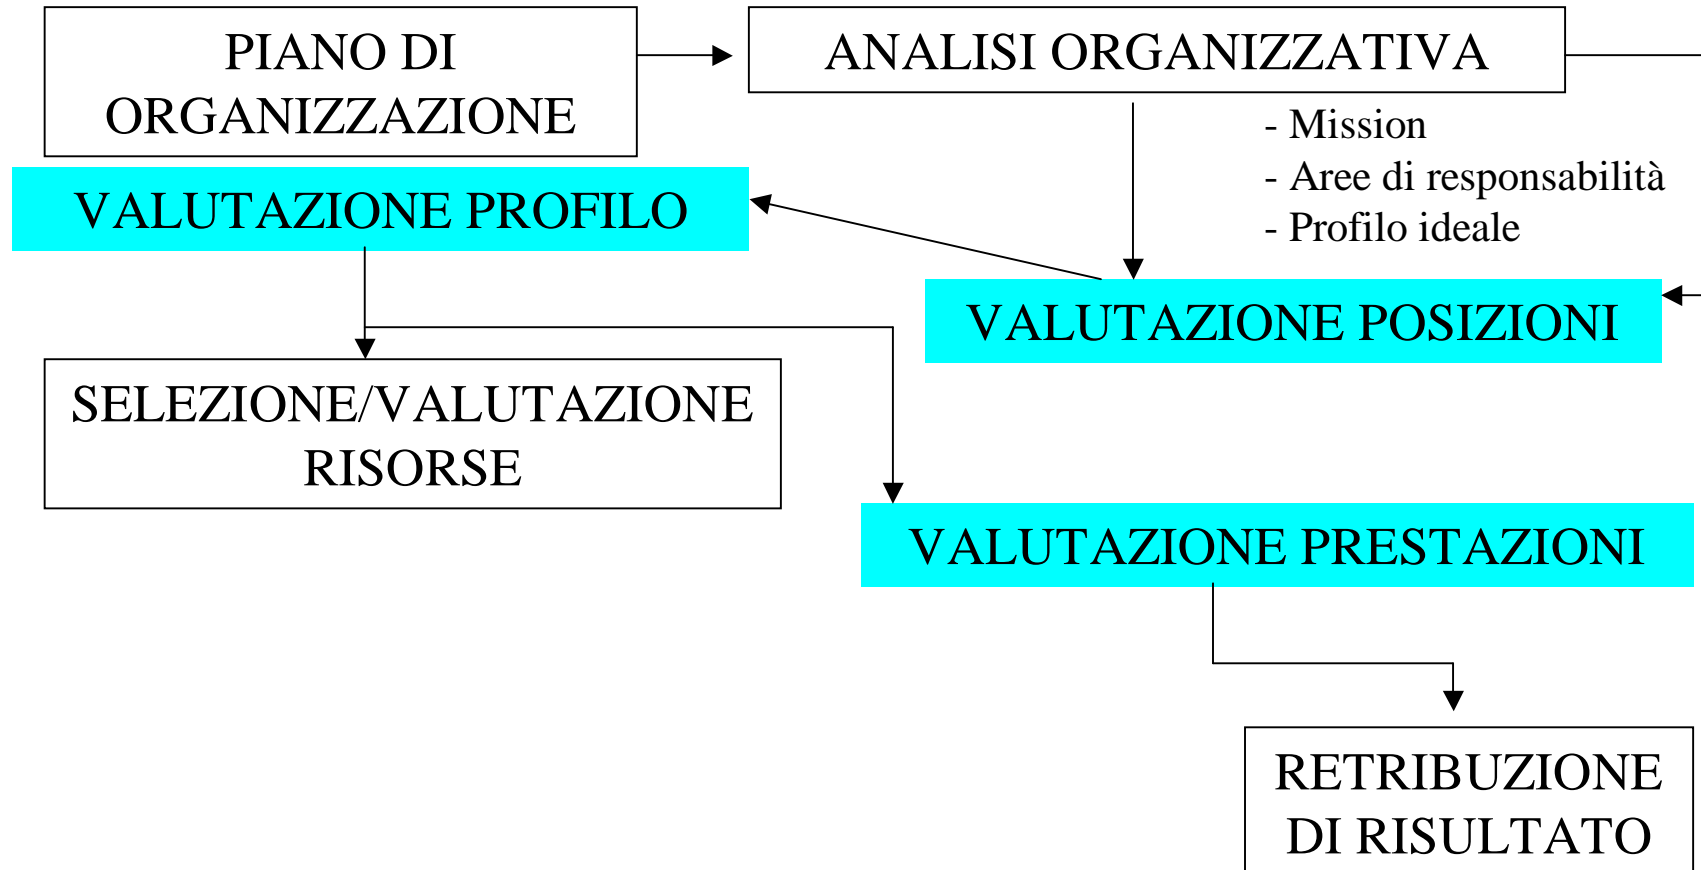 PIANO DI
ORGANIZZAZIONE
ANALISI ORGANIZZATIVA
- Mission
- Aree di responsabilità
- Profilo ideale
VALUTAZIONE PROFILO
VALUTAZIONE POSIZIONI
SELEZIONE/VALUTAZIONE
RISORSE
VALUTAZIONE PRESTAZIONI
RETRIBUZIONE
DI RISULTATO